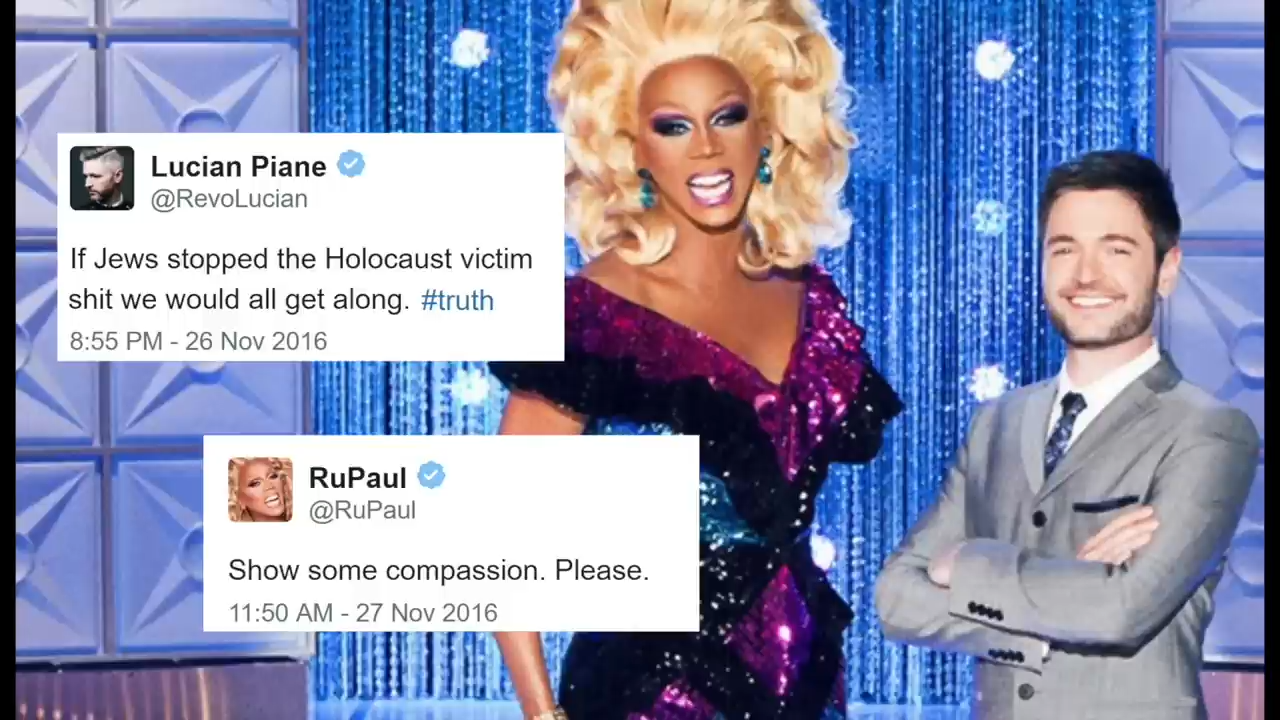 Lucian Piane
@RevoLucian
If Jews stopped the Holocaust victim
shit we would all get along. #truth
8:55 PM - 26 Nov 2016
RuPaul
@RuPaul
Show some compassion. Please.
11:50 AM - 27 Nov 2016